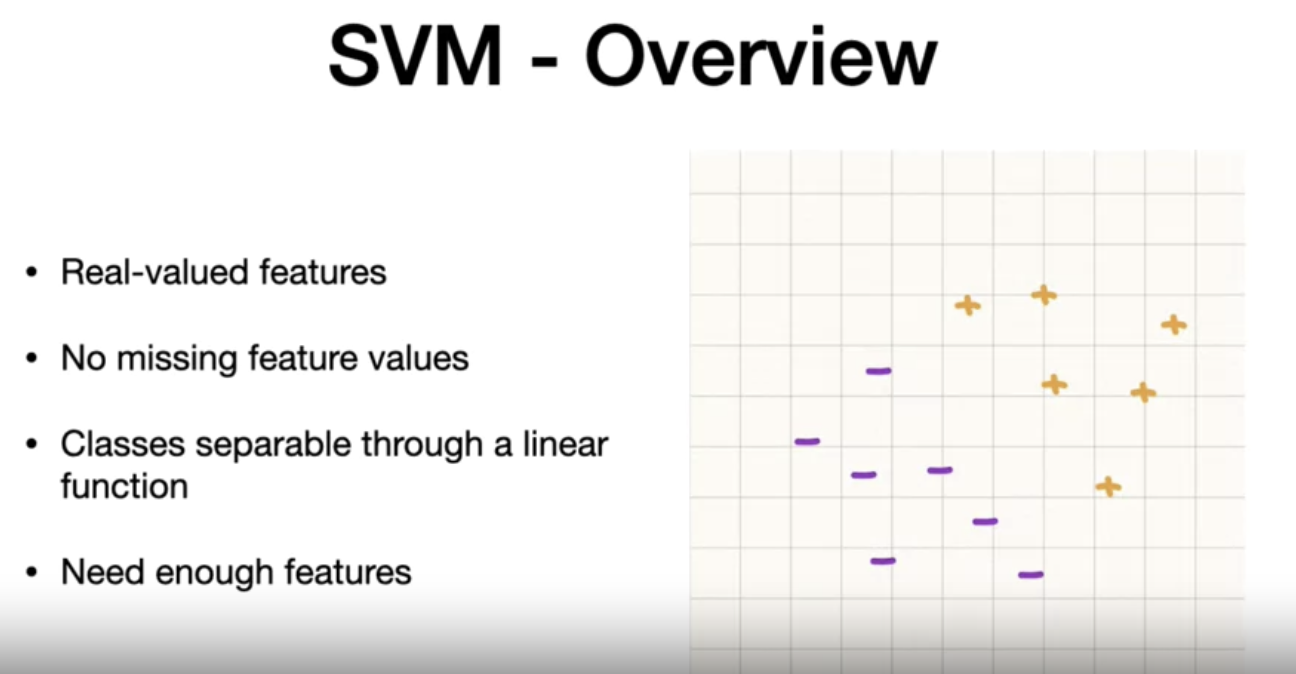 SVM - Overview
• Real-valued features
• No missing feature values
• Classes separable through a linear
function
• Need enough features